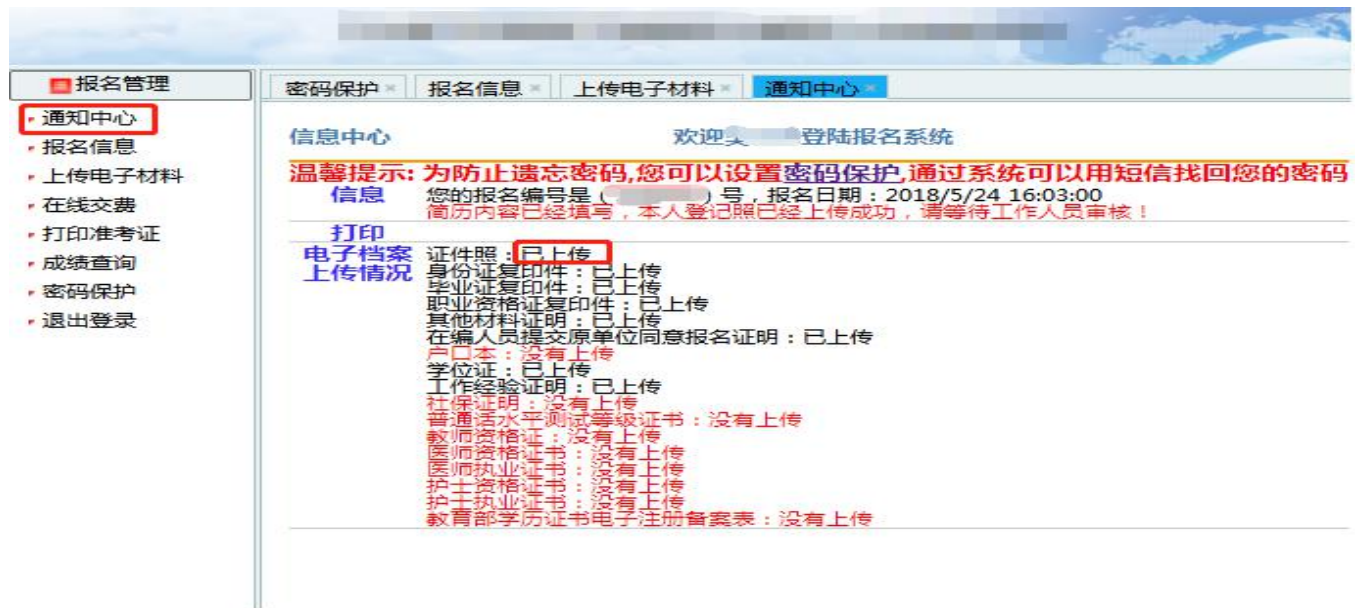 报名管理
通知中心
报名信息
上传电子材料
在线交费
打印准考证
成绩查询
密码保护
退出登录
密码保护× 报名信息× 上传电子材料× 通知中心×
信息中心 欢迎 登陆报名系统
温馨提示: 为防止遗忘密码,您可以设置密码保护,通过系统可以用短信找回您的密码
信息 您的报名编号是 ( ) 号 , 报名日期 : 2018/5/24 16:03:00
简历内容已经填写 , 本人登记照已经上传成功 , 请等待工作人员审核 !
打印
电子档案 证件照 : 已上传
上传情况 身份证复印件 : 已上传
毕业证复印件 : 已上传
职业资格证复印件 : 已上传
其他材料证明 : 已上传
在编人员提交原单位同意报名证明 : 已上传
户口本 : 没有上传
学位证 : 已上传
工作经验证明 : 已上传
社保证明 : 没有上传
普通话水平测试等级证书 : 没有上传
教师资格证 : 没有上传
医师资格证书 : 没有上传
医师执业证书 : 没有上传
护士资格证书 : 没有上传
护士执业证书 : 没有上传
教育部学历证书电子注册备案表 : 没有上传